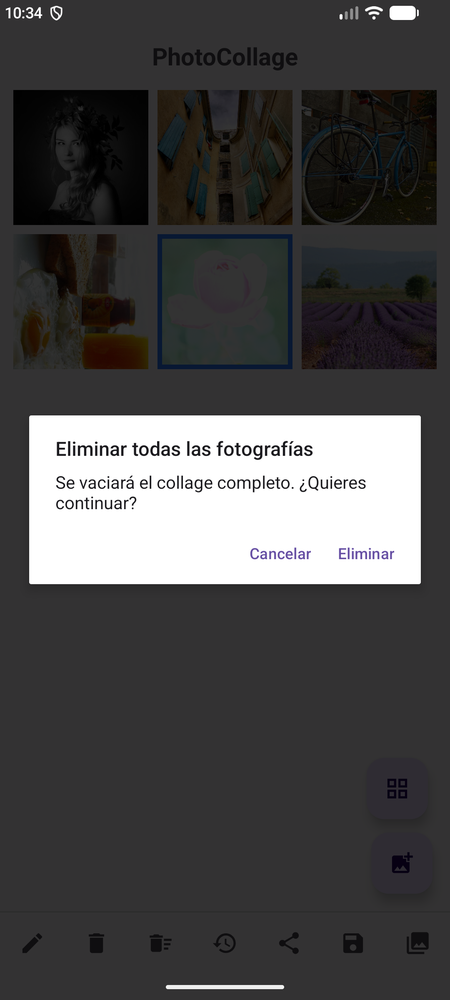 10:34
PhotoCollage
Eliminar todas las fotografías
Se vaciará el collage completo. ¿Quieres
continuar?
Cancelar
Eliminar